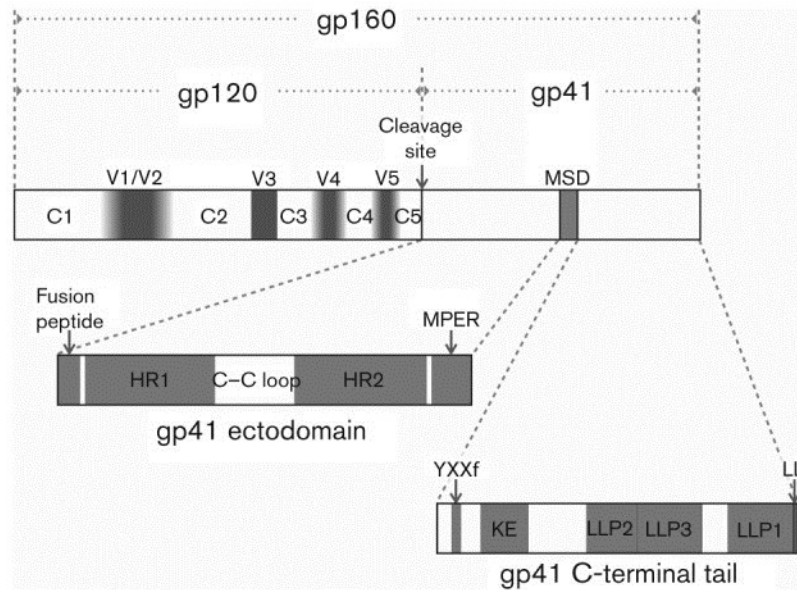 gp160
gp120 gp41
Cleavage
site
V1/V2 V3 V4 V5 MSD
C1 C2 C3 C4 C5
Fusion
peptide
MPER
HR1 C–C loop HR2
gp41 ectodomain
YXXf
KE LLP2 LLP3 LLP1
gp41 C-terminal tail